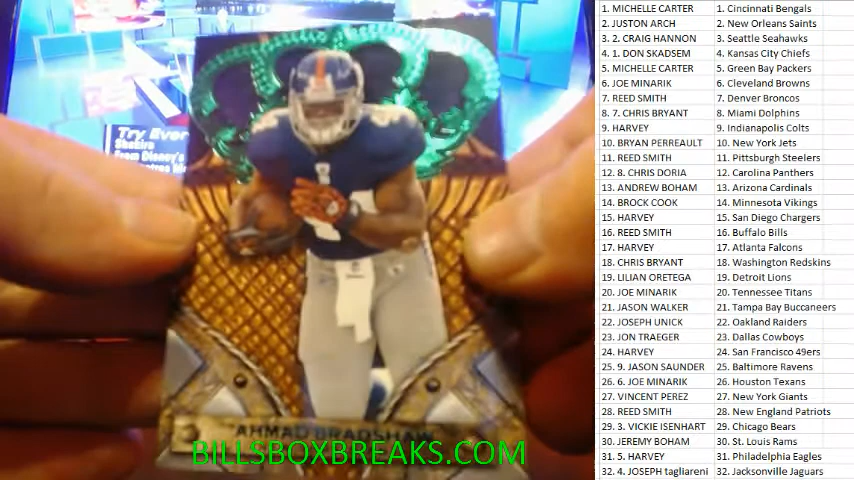 Try Ever
Shakira
From Disney's
AHMAD BRADSHAW
BILLSBOXBREAKS.COM
1. MICHELLE CARTER 1. Cincinnati Bengals
2. JUSTON ARCH 2. New Orleans Saints
3. 2. CRAIG HANNON 3. Seattle Seahawks
4. 1. DON SKADSEM 4. Kansas City Chiefs
5. MICHELLE CARTER 5. Green Bay Packers
6. JOE MINARIK 6. Cleveland Browns
7. REED SMITH 7. Denver Broncos
8. 7. CHRIS BRYANT 8. Miami Dolphins
9. HARVEY 9. Indianapolis Colts
10. BRYAN PERREAULT 10. New York Jets
11. REED SMITH 11. Pittsburgh Steelers
12. 8. CHRIS DORIA 12. Carolina Panthers
13. ANDREW BOHAM 13. Arizona Cardinals
14. BROCK COOK 14. Minnesota Vikings
15. HARVEY 15. San Diego Chargers
16. REED SMITH 16. Buffalo Bills
17. HARVEY 17. Atlanta Falcons
18. CHRIS BRYANT 18. Washington Redskins
19. LILIAN ORETEGA 19. Detroit Lions
20. JOE MINARIK 20. Tennessee Titans
21. JASON WALKER 21. Tampa Bay Buccaneers
22. JOSEPH UNICK 22. Oakland Raiders
23. JON TRAEGER 23. Dallas Cowboys
24. HARVEY 24. San Francisco 49ers
25. 9. JASON SAUNDER 25. Baltimore Ravens
26. 6. JOE MINARIK 26. Houston Texans
27. VINCENT PEREZ 27. New York Giants
28. REED SMITH 28. New England Patriots
29. 3. VICKIE ISENHART 29. Chicago Bears
30. JEREMY BOHAM 30. St. Louis Rams
31. 5. HARVEY 31. Philadelphia Eagles
32. 4. JOSEPH tagliareni 32. Jacksonville Jaguars